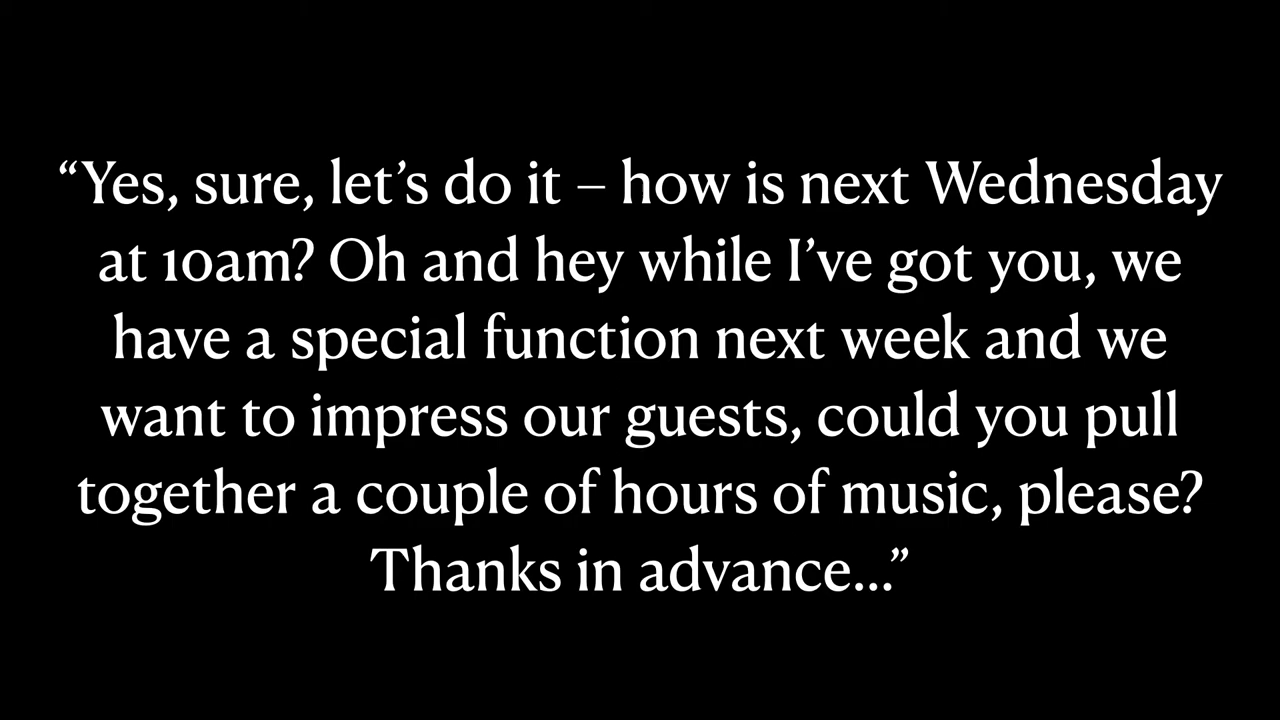 “Yes, sure, let’s do it – how is next Wednesday
at 10am? Oh and hey while I’ve got you, we
have a special function next week and we
want to impress our guests, could you pull
together a couple of hours of music, please?
Thanks in advance...”